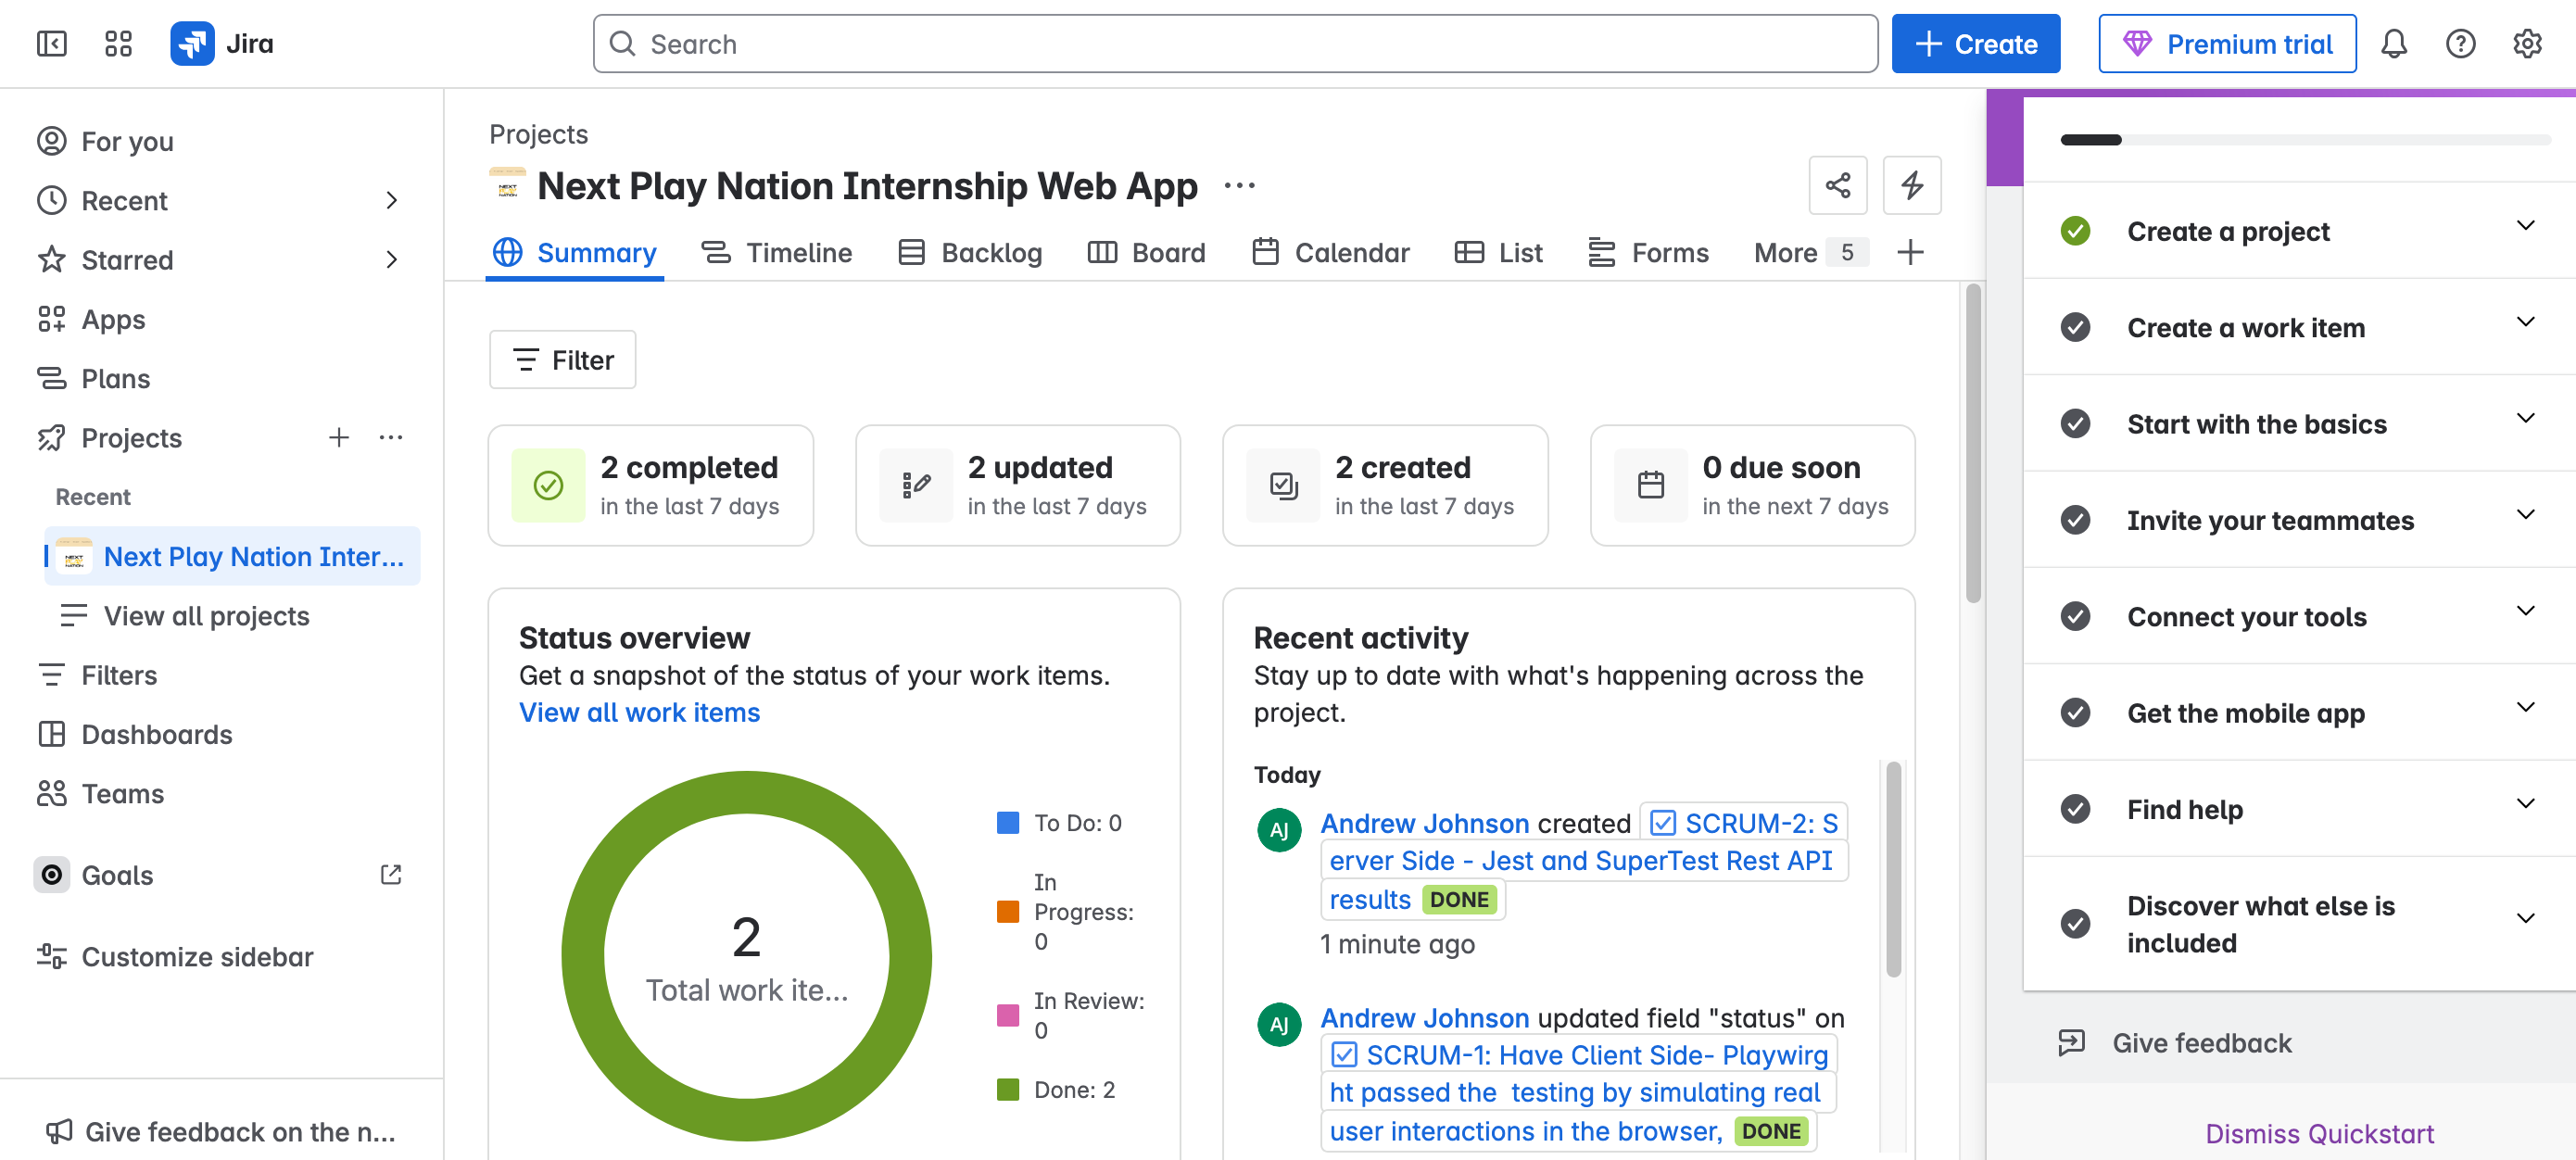 Jira
Search
Create
Premium trial
For you
Recent
Starred
Apps
Plans
Projects
Recent
Next Play Nation Inter...
View all projects
Filters
Dashboards
Teams
Goals
Customize sidebar
Give feedback on the n...
Projects
NEXT
NATION
Next Play Nation Internship Web App
Summary
Timeline
Backlog
Board
Calendar
List
Forms
More 5
Filter
2 completed
in the last 7 days
2 updated
in the last 7 days
2 created
in the last 7 days
0 due soon
in the next 7 days
Status overview
Get a snapshot of the status of your work items.
View all work items
2
Total work ite...
To Do: 0
In
Progress:
0
In Review:
0
Done: 2
Recent activity
Stay up to date with what's happening across the
project.
Today
AJ
Andrew Johnson created SCRUM-2: S
erver Side - Jest and SuperTest Rest API
results DONE
1 minute ago
AJ
Andrew Johnson updated field "status" on
SCRUM-1: Have Client Side- Playwirg
ht passed the  testing by simulating real
user interactions in the browser, DONE
Create a project
Create a work item
Start with the basics
Invite your teammates
Connect your tools
Get the mobile app
Find help
Discover what else is
included
Give feedback
Dismiss Quickstart